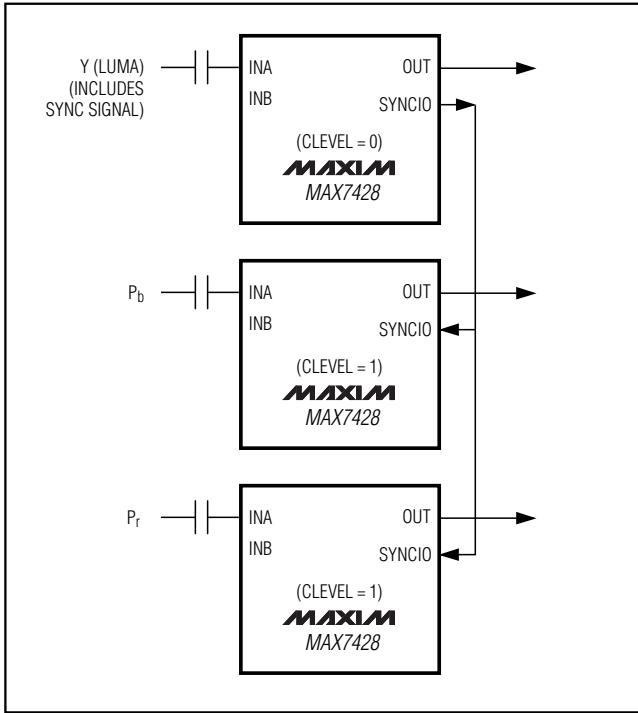 Y (LUMA)
(INCLUDES
SYNC SIGNAL)
INA
INB
OUT
SYNCIO
(CLEVEL = 0)
MAXIM
MAX7428
Pb
INA
INB
OUT
SYNCIO
(CLEVEL = 1)
MAXIM
MAX7428
Pr
INA
INB
OUT
SYNCIO
(CLEVEL = 1)
MAXIM
MAX7428